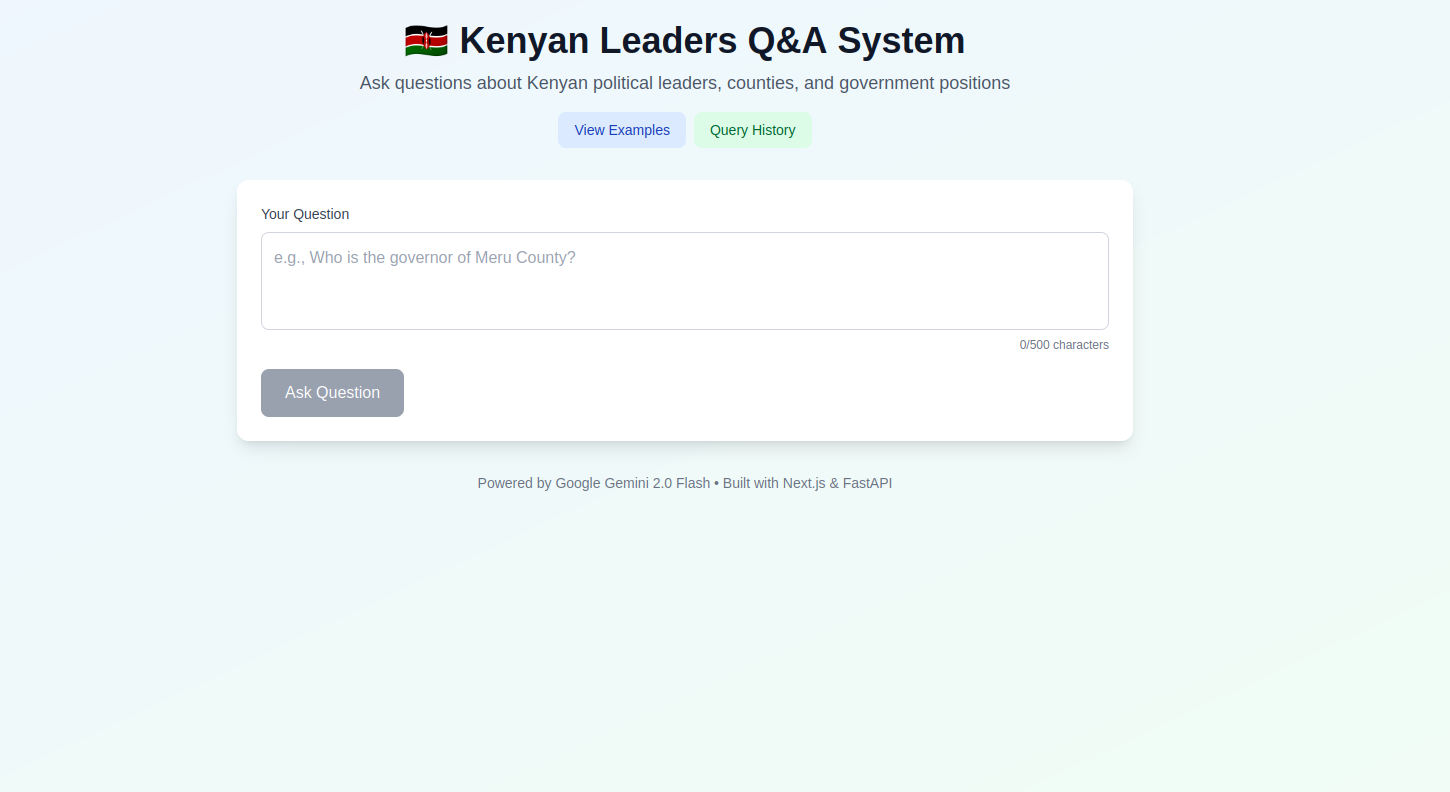 🇰🇪 Kenyan Leaders Q&A System
Ask questions about Kenyan political leaders, counties, and government positions
View Examples Query History
Your Question
e.g., Who is the governor of Meru County?
0/500 characters
Ask Question
Powered by Google Gemini 2.0 Flash • Built with Next.js & FastAPI